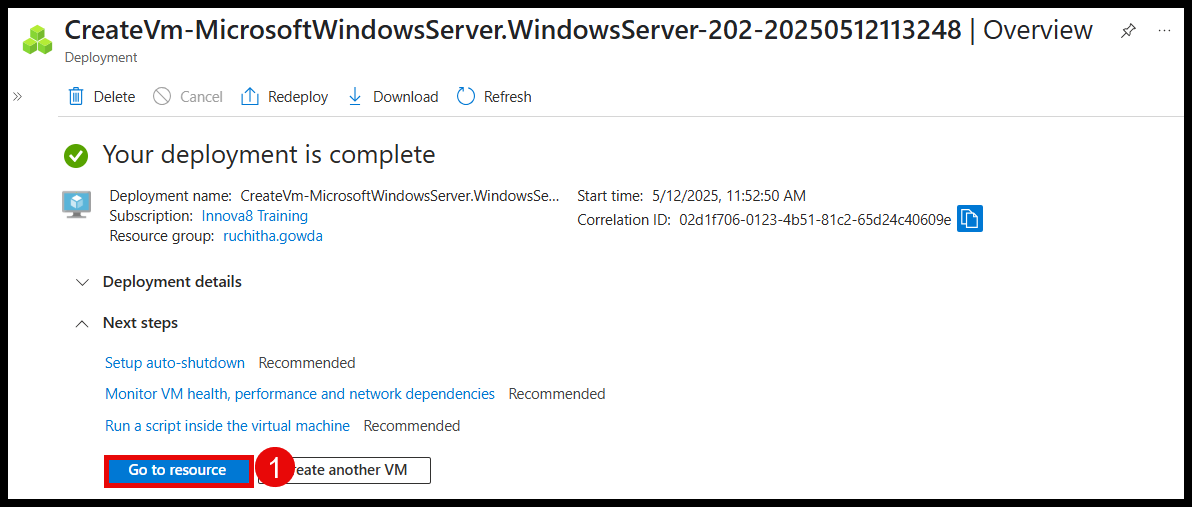 CreateVm-MicrosoftWindowsServer.WindowsServer-202-20250512113248 | Overview
Deployment
Delete Cancel Redeploy Download Refresh
Your deployment is complete
Deployment name: CreateVm-MicrosoftWindowsServer.WindowsSe... Start time: 5/12/2025, 11:52:50 AM
Subscription: Innova8 Training Correlation ID: 02d1f706-0123-4b51-81c2-65d24c40609e
Resource group: ruchitha.gowda
Deployment details
Next steps
Setup auto-shutdown Recommended
Monitor VM health, performance and network dependencies Recommended
Run a script inside the virtual machine Recommended
Go to resource 1 reate another VM